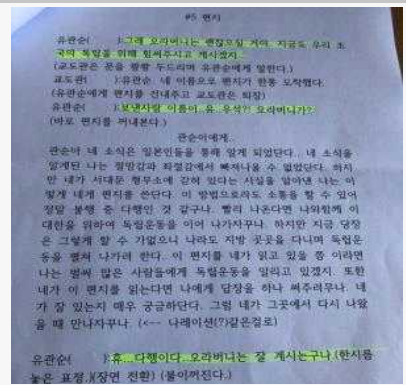 #5 편지
유관순(        ):그래 오라버니는 괜찮으실 거야. 지금도 우리 조
국의 독립을 위해 힘써주시고 계시겠지..
(교도관은 문을 쾅쾅 두드리며 유관순에게 말한다.)
교도관1        ):유관순. 네 이름으로 편지가 한통 도착했다.
(유관순에게 편지를 건내주고 교도관은 퇴장)
유관순(        ):보낸사람 이름이..유..우석?! 오라버니가?
(바로 편지를 꺼내본다.)
관순이에게..
관순아 네 소식은 일본인들을 통해 알게 되었단다.. 네 소식을
알게된 나는 절망감과 좌절감에서 빠져나올 수 없었단다. 하지
만 네가 서대문 형무소에 갇혀 있다는 사실을 알아낸 나는 이
렇게 네게 편지를 쓴단다. 이 방법으로라도 소통을 할 수 있어
정말 불행 중 다행인 것 같구나. 빨리 나온다면 나와함께 이
대한을 위하여 독립운동을 이어 나가자꾸나. 하지만 지금 당장
은 그렇게 할 수 가없으니 나라도 지방 곳곳을 다니며 독립운
동을 펼쳐 나가려 한다. 이 편지를 네가 읽고 있을 쯤 이라면
나는 벌써 많은 사람들에게 독립운동을 알리고 있겠지. 또한
네가 이 편지를 읽는다면 나에게 답장을 하나 써주려무나. 네
가 잘 있는지 매우 궁금하단다. 그럼 네가 그곳에서 다시 나왔
을 때 만나자꾸나. (<-- 나레이션(?)같은걸로)
유관순(        ):휴... 다행이다..오라버니는 잘 계시는구나.(한시름
놓은 표정.)(장면 전환) (불이꺼진다.)